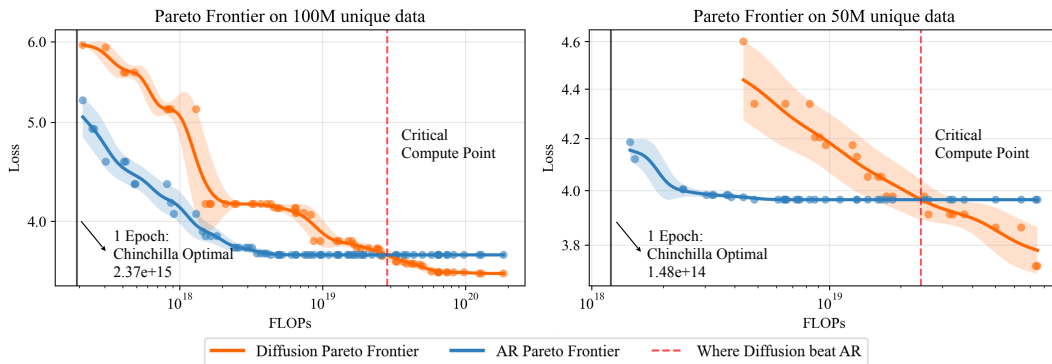 Pareto Frontier on 100M unique data
6.0
5.0
4.0
Loss
Critical
Compute Point
1 Epoch:
Chinchilla Optimal
2.37e+15
10^18
10^19
10^20
FLOPs
Pareto Frontier on 50M unique data
4.6
4.4
4.2
4.0
3.8
Loss
Critical
Compute Point
1 Epoch:
Chinchilla Optimal
1.48e+14
10^18
10^19
FLOPs
Diffusion Pareto Frontier
AR Pareto Frontier
Where Diffusion beat AR